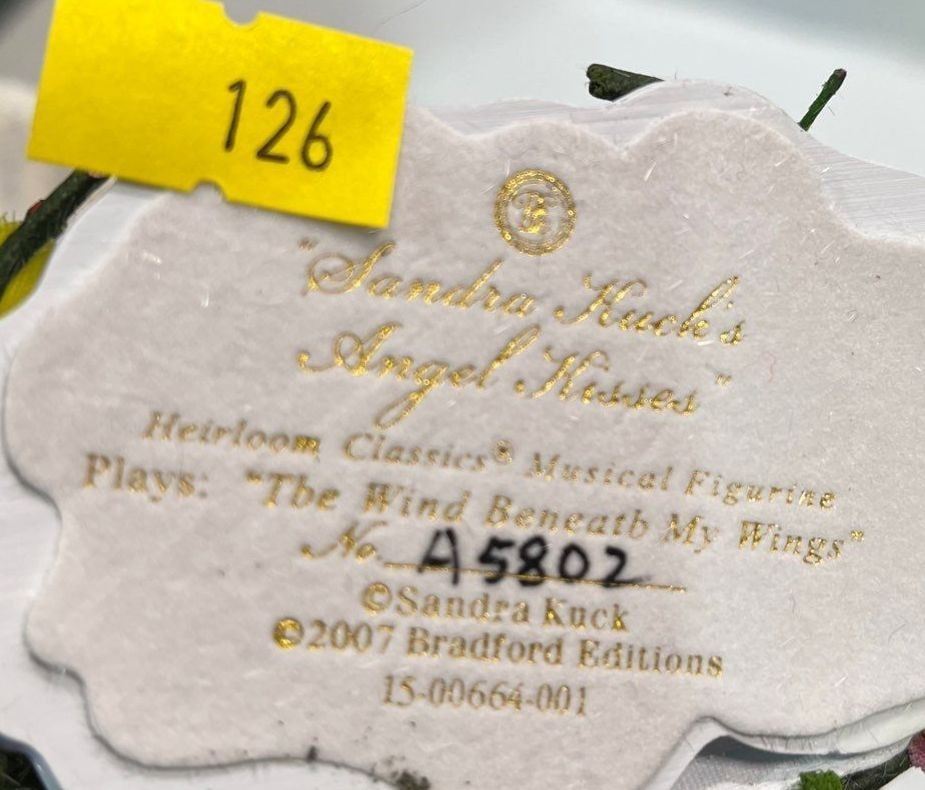 126
"Sandra Kuck's
Angel Kisses"
Heirloom Classics® Musical Figurine
Plays: "The Wind Beneath My Wings"
No. A5802
©Sandra Kuck
©2007 Bradford Editions
15-00664-001